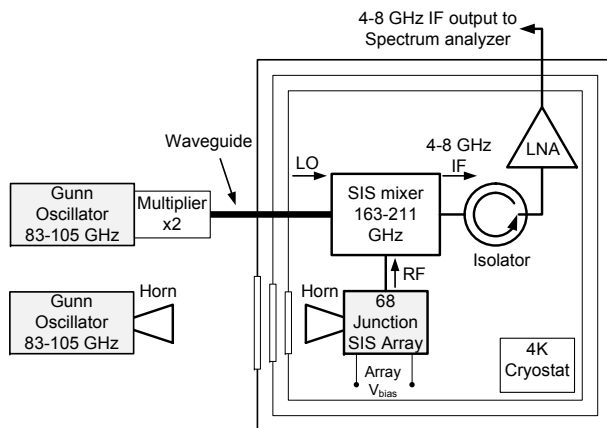 4-8 GHz IF output to
Spectrum analyzer
Waveguide
LO
4-8 GHz
IF
LNA
Gunn
Oscillator
83-105 GHz
Multiplier
x2
SIS mixer
163-211
GHz
Isolator
RF
Gunn
Oscillator
83-105 GHz
Horn
Horn
68
Junction
SIS Array
Array
Vbias
4K
Cryostat